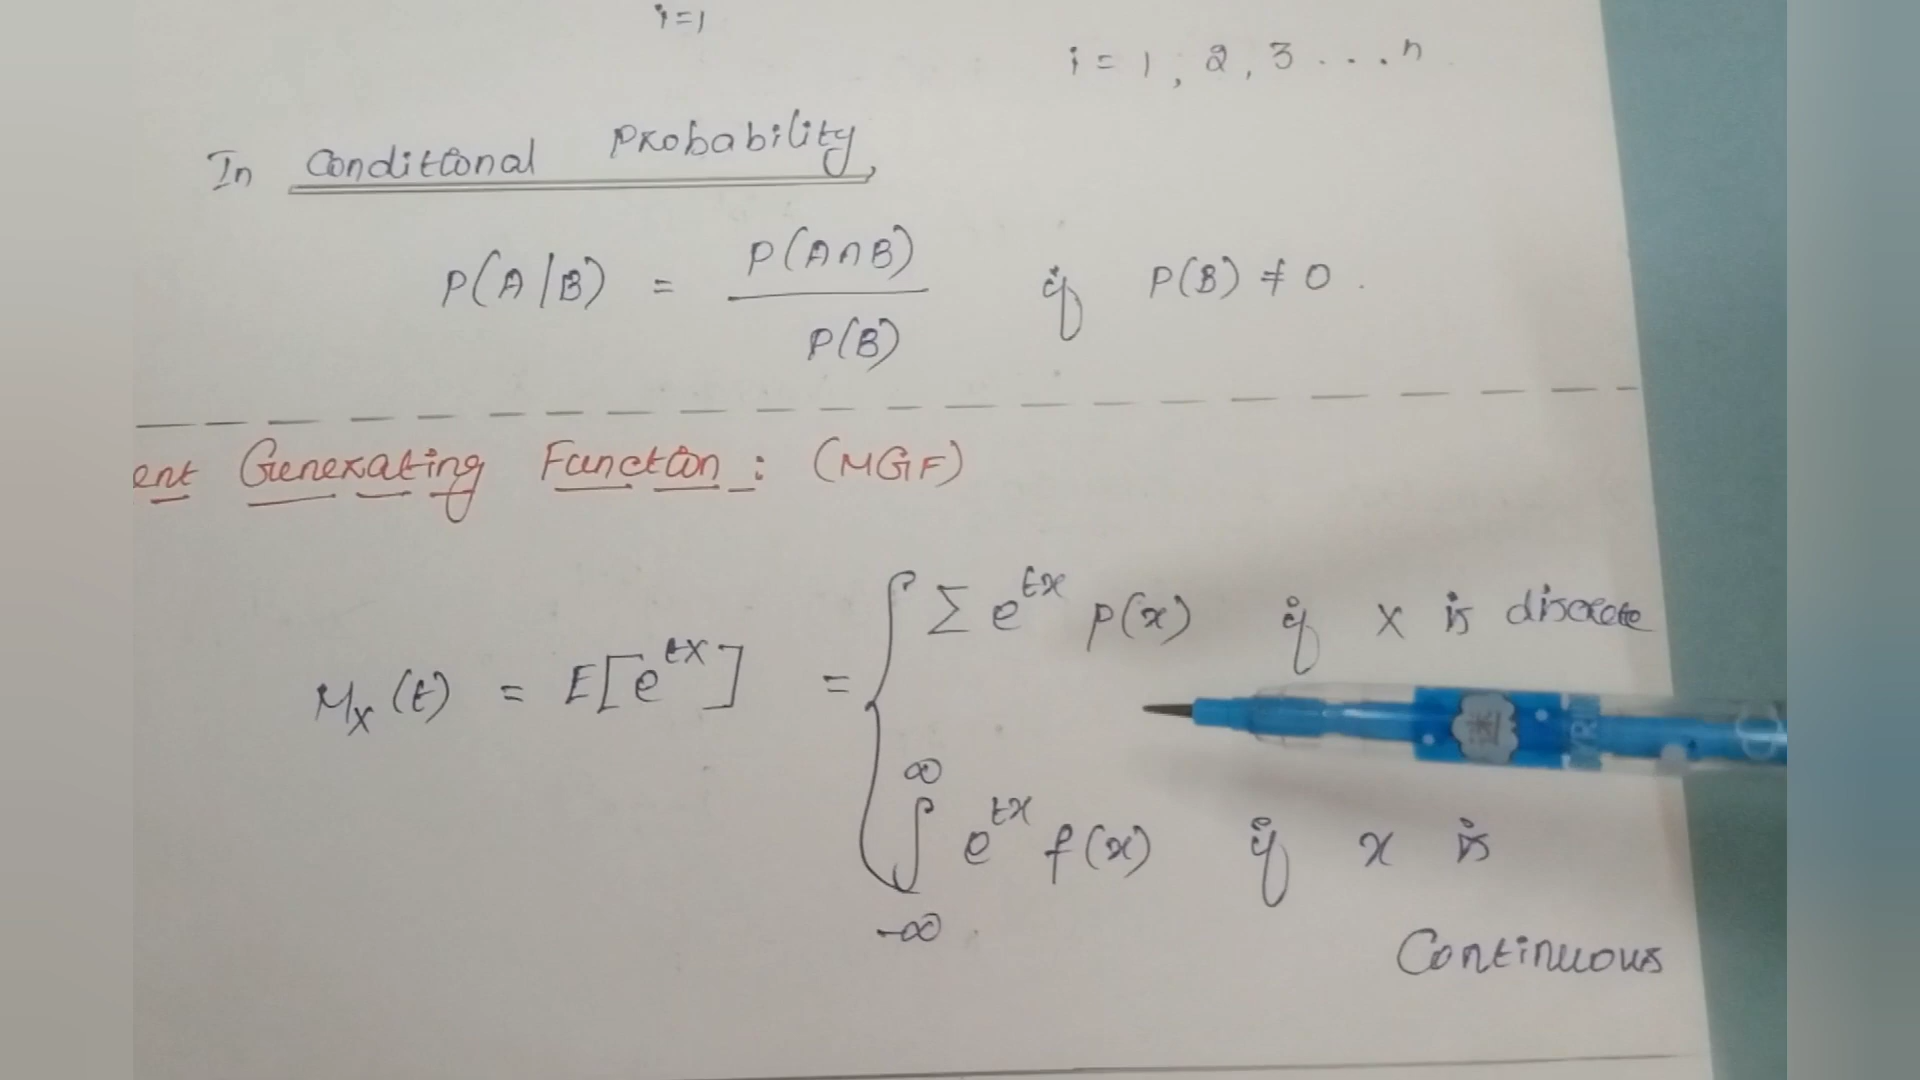 i=1
i = 1, 2, 3 ... n
In Conditional Probability,
P(A/B) = P(A∩B) / P(B) if P(B) ≠ 0.
ent Generating Function: (MGF)
M_X(t) = E[e^{tX}] = { Σ e^{tx} p(x) if X is discrete
∫_{-∞}^{∞} e^{tx} f(x) if x is
Continuous